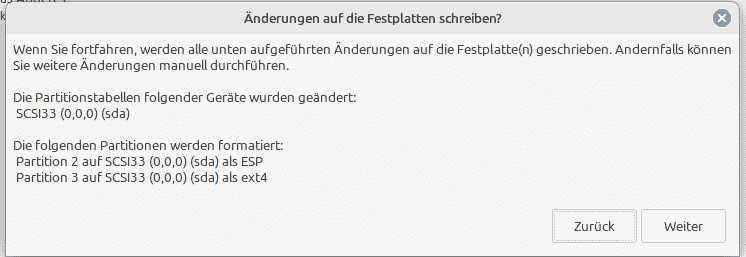 Änderungen auf die Festplatten schreiben?
Wenn Sie fortfahren, werden alle unten aufgeführten Änderungen auf die Festplatte(n) geschrieben. Andernfalls können
Sie weitere Änderungen manuell durchführen.
Die Partitionstabellen folgender Geräte wurden geändert:
SCSI33 (0,0,0) (sda)
Die folgenden Partitionen werden formatiert:
Partition 2 auf SCSI33 (0,0,0) (sda) als ESP
Partition 3 auf SCSI33 (0,0,0) (sda) als ext4
Zurück
Weiter